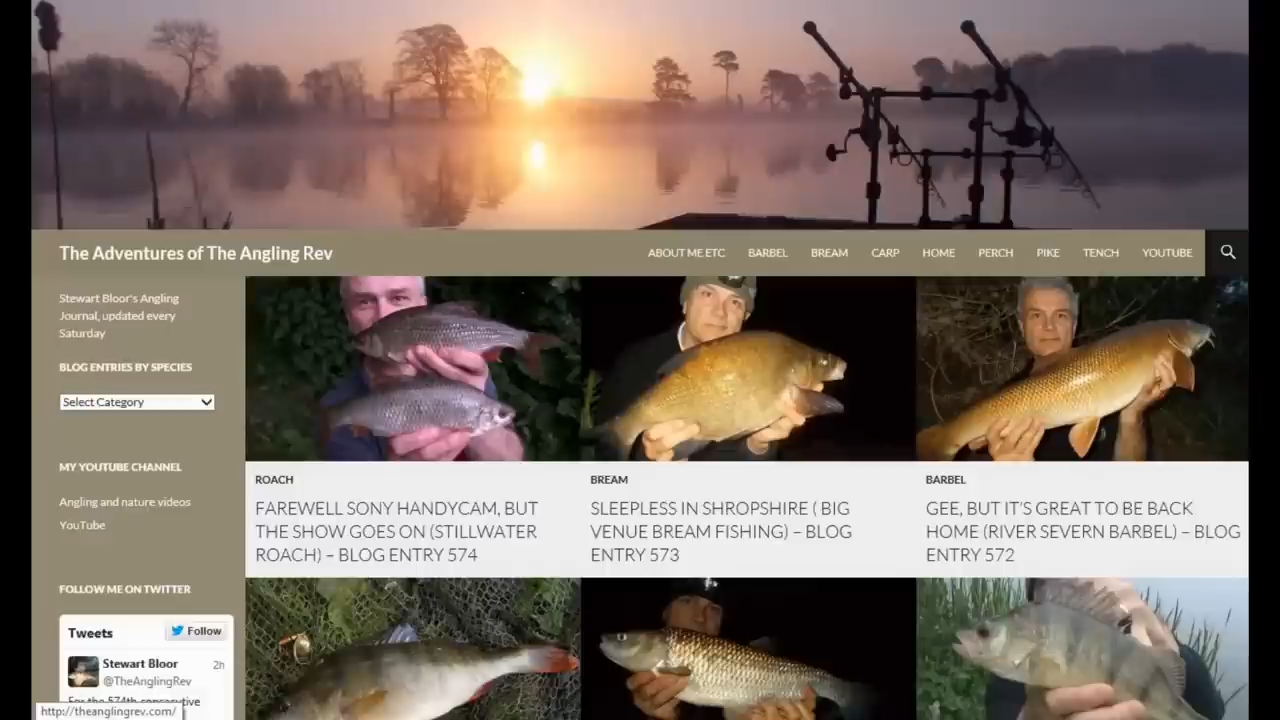 The Adventures of The Angling Rev
ABOUT ME ETC BARBEL BREAM CARP HOME PERCH PIKE TENCH YOUTUBE
Stewart Bloor's Angling
Journal, updated every
Saturday
BLOG ENTRIES BY SPECIES
Select Category
MY YOUTUBE CHANNEL
Angling and nature videos
YouTube
FOLLOW ME ON TWITTER
Tweets
Follow
Stewart Bloor 2h
@TheAnglingRev
For the 574th consecutive
http://theanglingrev.com/
ROACH
FAREWELL SONY HANDYCAM, BUT
THE SHOW GOES ON (STILLWATER
ROACH) – BLOG ENTRY 574
BREAM
SLEEPLESS IN SHROPSHIRE ( BIG
VENUE BREAM FISHING) – BLOG
ENTRY 573
BARBEL
GEE, BUT IT'S GREAT TO BE BACK
HOME (RIVER SEVERN BARBEL) – BLOG
ENTRY 572